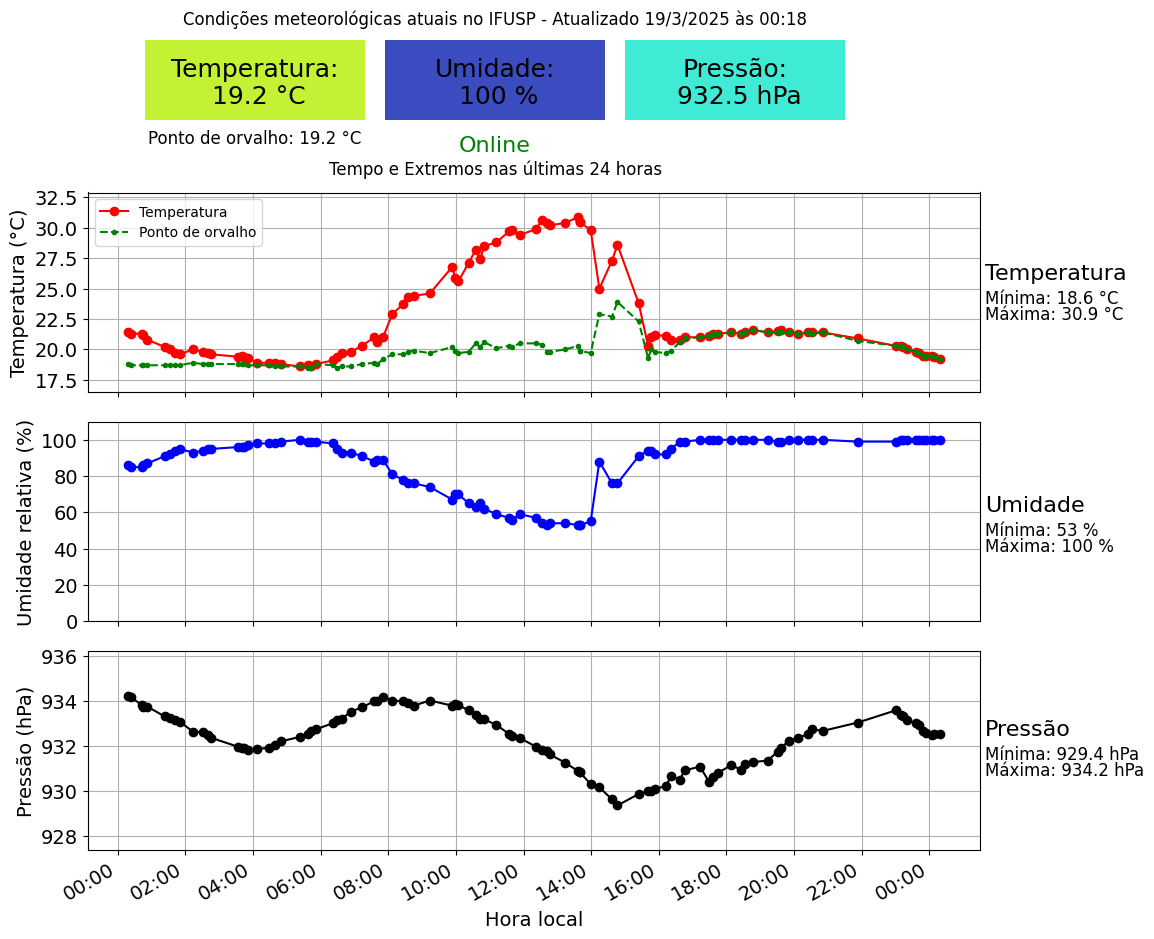 Condições meteorológicas atuais no IFUSP - Atualizado 19/3/2025 às 00:18
Temperatura:
19.2 °C
Umidade:
100 %
Pressão:
932.5 hPa
Ponto de orvalho: 19.2 °C
Online
Tempo e Extremos nas últimas 24 horas
Temperatura (°C)
32.5
30.0
27.5
25.0
22.5
20.0
17.5
Temperatura
Ponto de orvalho
Temperatura
Mínima: 18.6 °C
Máxima: 30.9 °C
Umidade relativa (%)
100
80
60
40
20
0
Umidade
Mínima: 53 %
Máxima: 100 %
Pressão (hPa)
936
934
932
930
928
Pressão
Mínima: 929.4 hPa
Máxima: 934.2 hPa
00:00 02:00 04:00 06:00 08:00 10:00 12:00 14:00 16:00 18:00 20:00 22:00 00:00
Hora local